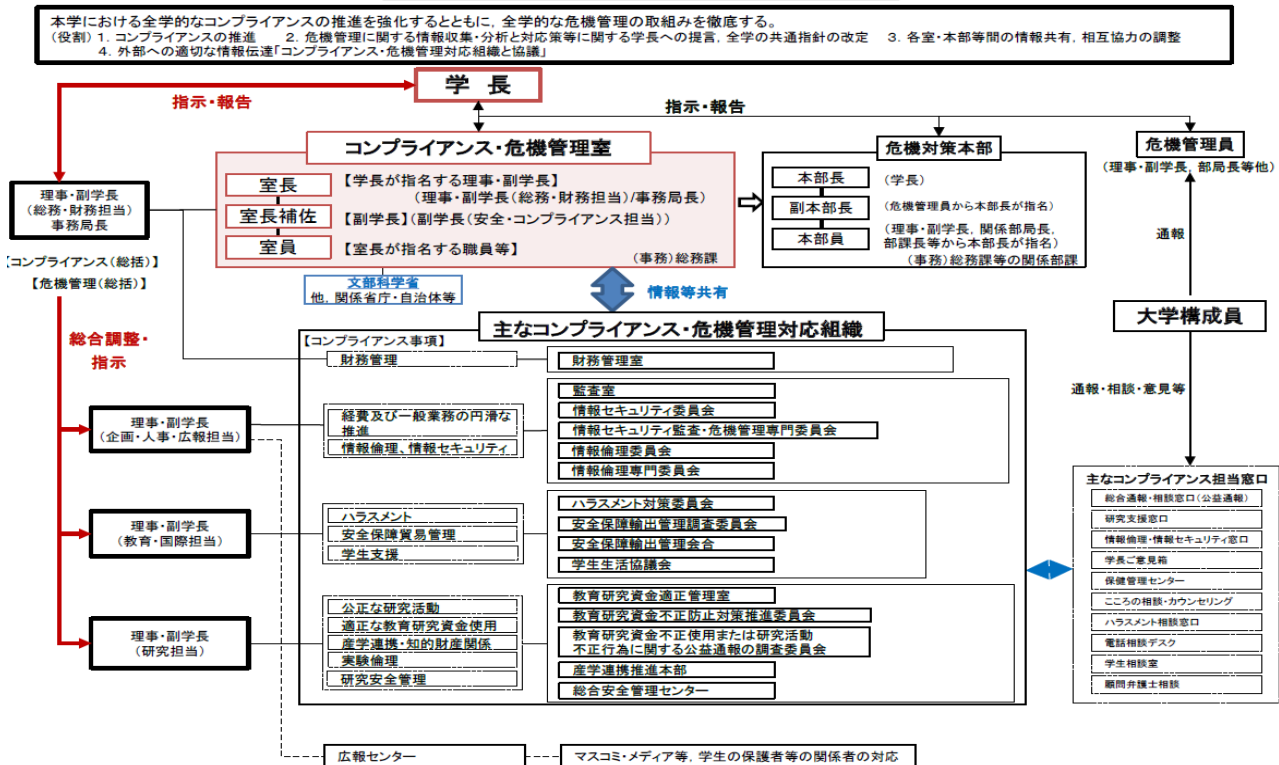 本学における全学的なコンプライアンスの推進を強化するとともに, 全学的な危機管理の取組みを徹底する。
(役割) 1. コンプライアンスの推進 2. 危機管理に関する情報収集・分析と対応策等に関する学長への提言, 全学の共通指針の改定 3. 各室・本部等間の情報共有, 相互協力の調整
4. 外部への適切な情報伝達「コンプライアンス・危機管理対応組織と協議」
学 長
指示・報告
指示・報告
コンプライアンス・危機管理室
室長
【学長が指名する理事・副学長】
(理事・副学長(総務・財務担当)/事務局長)
室長補佐
【副学長】(副学長(安全・コンプライアンス担当))
室員
【室長が指名する職員等】
(事務)総務課
危機対策本部
本部長
(学長)
副本部長
(危機管理員から本部長が指名)
本部員
(理事・副学長, 関係部局長,
部課長等から本部長が指名)
(事務)総務課等の関係部課
危機管理員
(理事・副学長, 部局長等他)
通報
大学構成員
通報・相談・意見等
理事・副学長
(総務・財務担当)
事務局長
【コンプライアンス(総括)】
【危機管理(総括)】
文部科学省
他, 関係省庁・自治体等
情報等共有
総合調整・
指示
主なコンプライアンス・危機管理対応組織
【コンプライアンス事項】
財務管理
財務管理室
理事・副学長
(企画・人事・広報担当)
経費及び一般業務の円滑な
推進
情報倫理、情報セキュリティ
監査室
情報セキュリティ委員会
情報セキュリティ監査・危機管理専門委員会
情報倫理委員会
情報倫理専門委員会
理事・副学長
(教育・国際担当)
ハラスメント
安全保障貿易管理
学生支援
ハラスメント対策委員会
安全保障輸出管理調査委員会
安全保障輸出管理会合
学生生活協議会
理事・副学長
(研究担当)
公正な研究活動
適正な教育研究資金使用
産学連携・知的財産関係
実験倫理
研究安全管理
教育研究資金適正管理室
教育研究資金不正防止対策推進委員会
教育研究資金不正使用または研究活動
不正行為に関する公益通報の調査委員会
産学連携推進本部
総合安全管理センター
主なコンプライアンス担当窓口
総合通報・相談窓口(公益通報)
研究支援窓口
情報倫理・情報セキュリティ窓口
学長ご意見箱
保健管理センター
こころの相談・カウンセリング
ハラスメント相談窓口
電話相談デスク
学生相談室
顧問弁護士相談
広報センター
マスコミ・メディア等, 学生の保護者等の関係者の対応